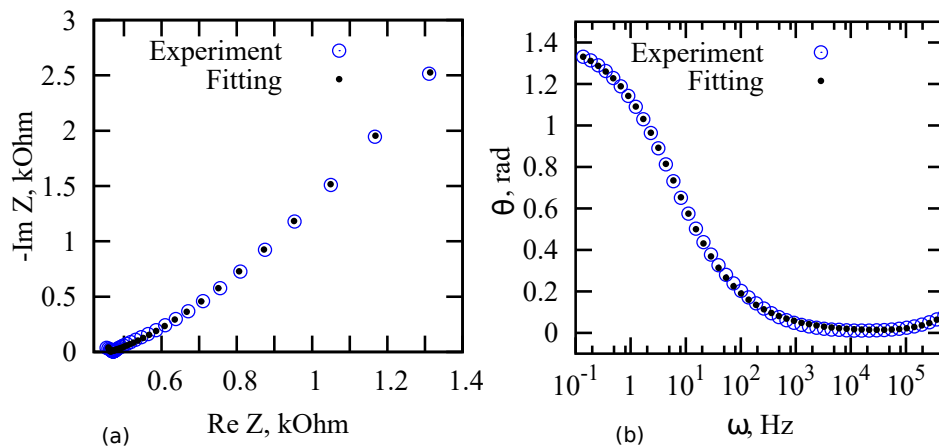 3
2.5
2
1.5
1
0.5
0
-Im Z, kOhm
Experiment
Fitting
0.6 0.8 1 1.2 1.4
Re Z, kOhm
(a)
1.4
1.2
1
0.8
0.6
0.4
0.2
0
θ, rad
Experiment
Fitting
10⁻¹ 1 10¹ 10² 10³ 10⁴ 10⁵
ω, Hz
(b)